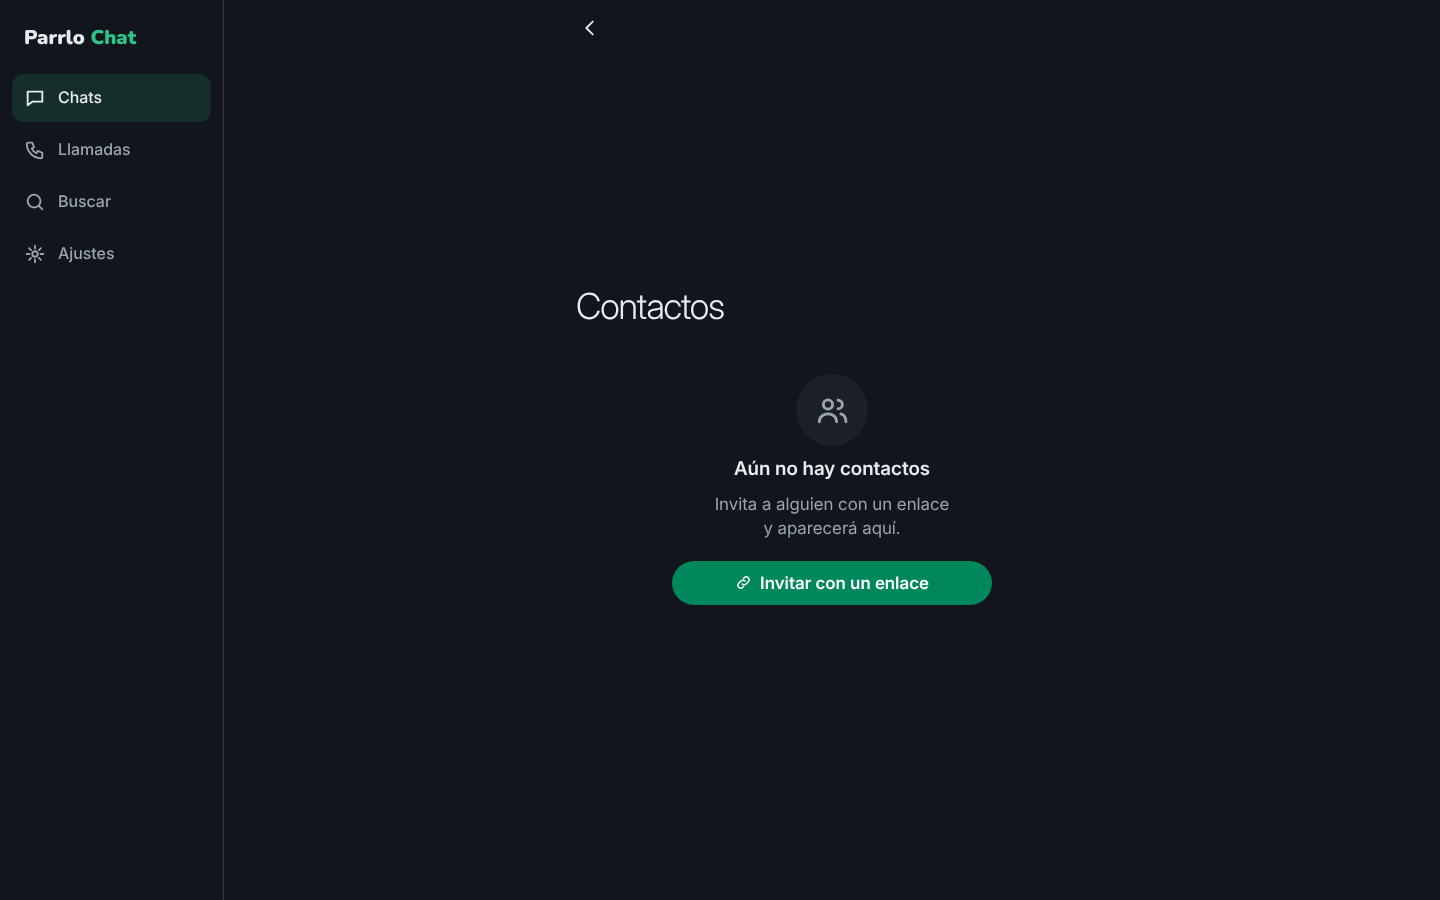 Parrlo Chat
Chats
Llamadas
Buscar
Ajustes
Contactos
Aún no hay contactos
Invita a alguien con un enlace
y aparecerá aquí.
Invitar con un enlace